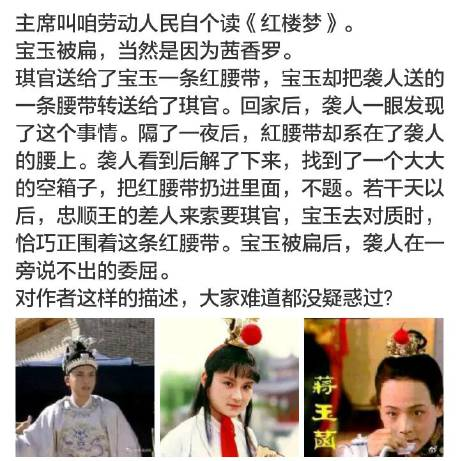 主席叫咱劳动人民自个读《红楼梦》。
宝玉被扁，当然是因为茜香罗。
琪官送给了宝玉一条红腰带，宝玉却把袭人送的
一条腰带转送给了琪官。回家后，袭人一眼发现
了这个事情。隔了一夜后，紅腰带却系在了袭人
的腰上。袭人看到后解了下来，找到了一个大大
的空箱子，把红腰带扔进里面，不题。若干天以
后，忠顺王的差人来索要琪官，宝玉去对质时，
恰巧正围着这条红腰带。宝玉被扁后，袭人在一
旁说不出的委屈。
对作者这样的描述，大家难道都没疑惑过？
蒋玉菡